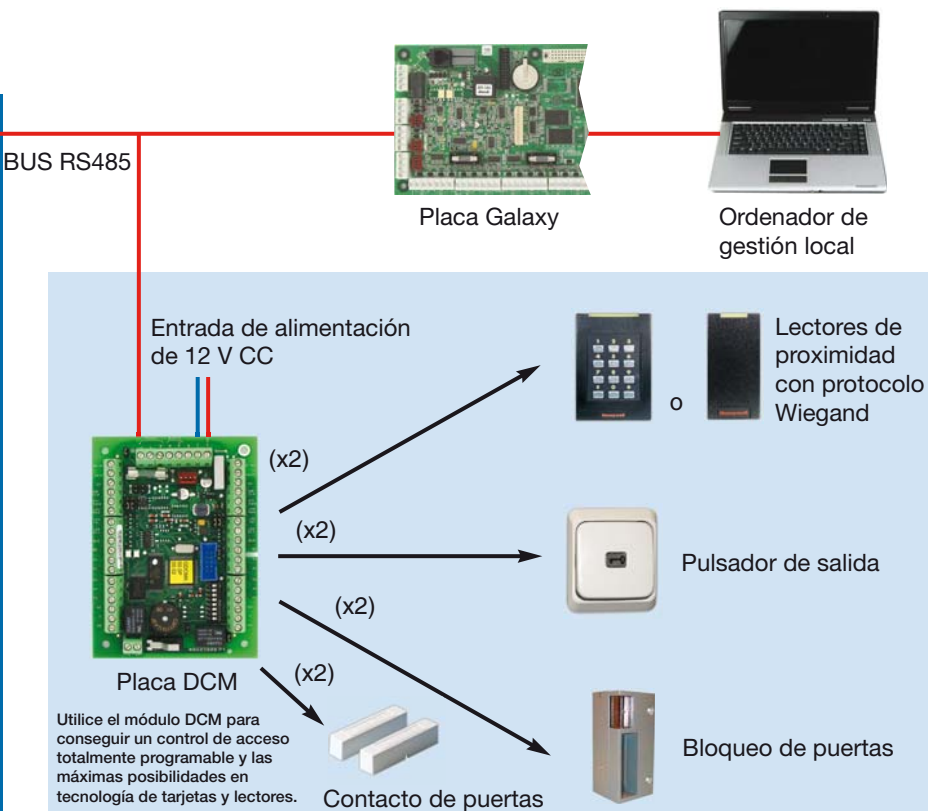 BUS RS485
Placa Galaxy
Ordenador de
gestión local
Entrada de alimentación
de 12 V CC
Lectores de
proximidad
con protocolo
Wiegand
o
(x2)
(x2)
Pulsador de salida
(x2)
Placa DCM
(x2)
Utilice el módulo DCM para
conseguir un control de acceso
totalmente programable y las
máximas posibilidades en
tecnología de tarjetas y lectores.
Bloqueo de puertas
Contacto de puertas